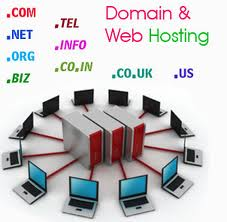 .COM
.NET
.ORG
.BIZ
.TEL
.INFO
.CO.IN
Domain &
Web Hosting
.CO.UK
.US